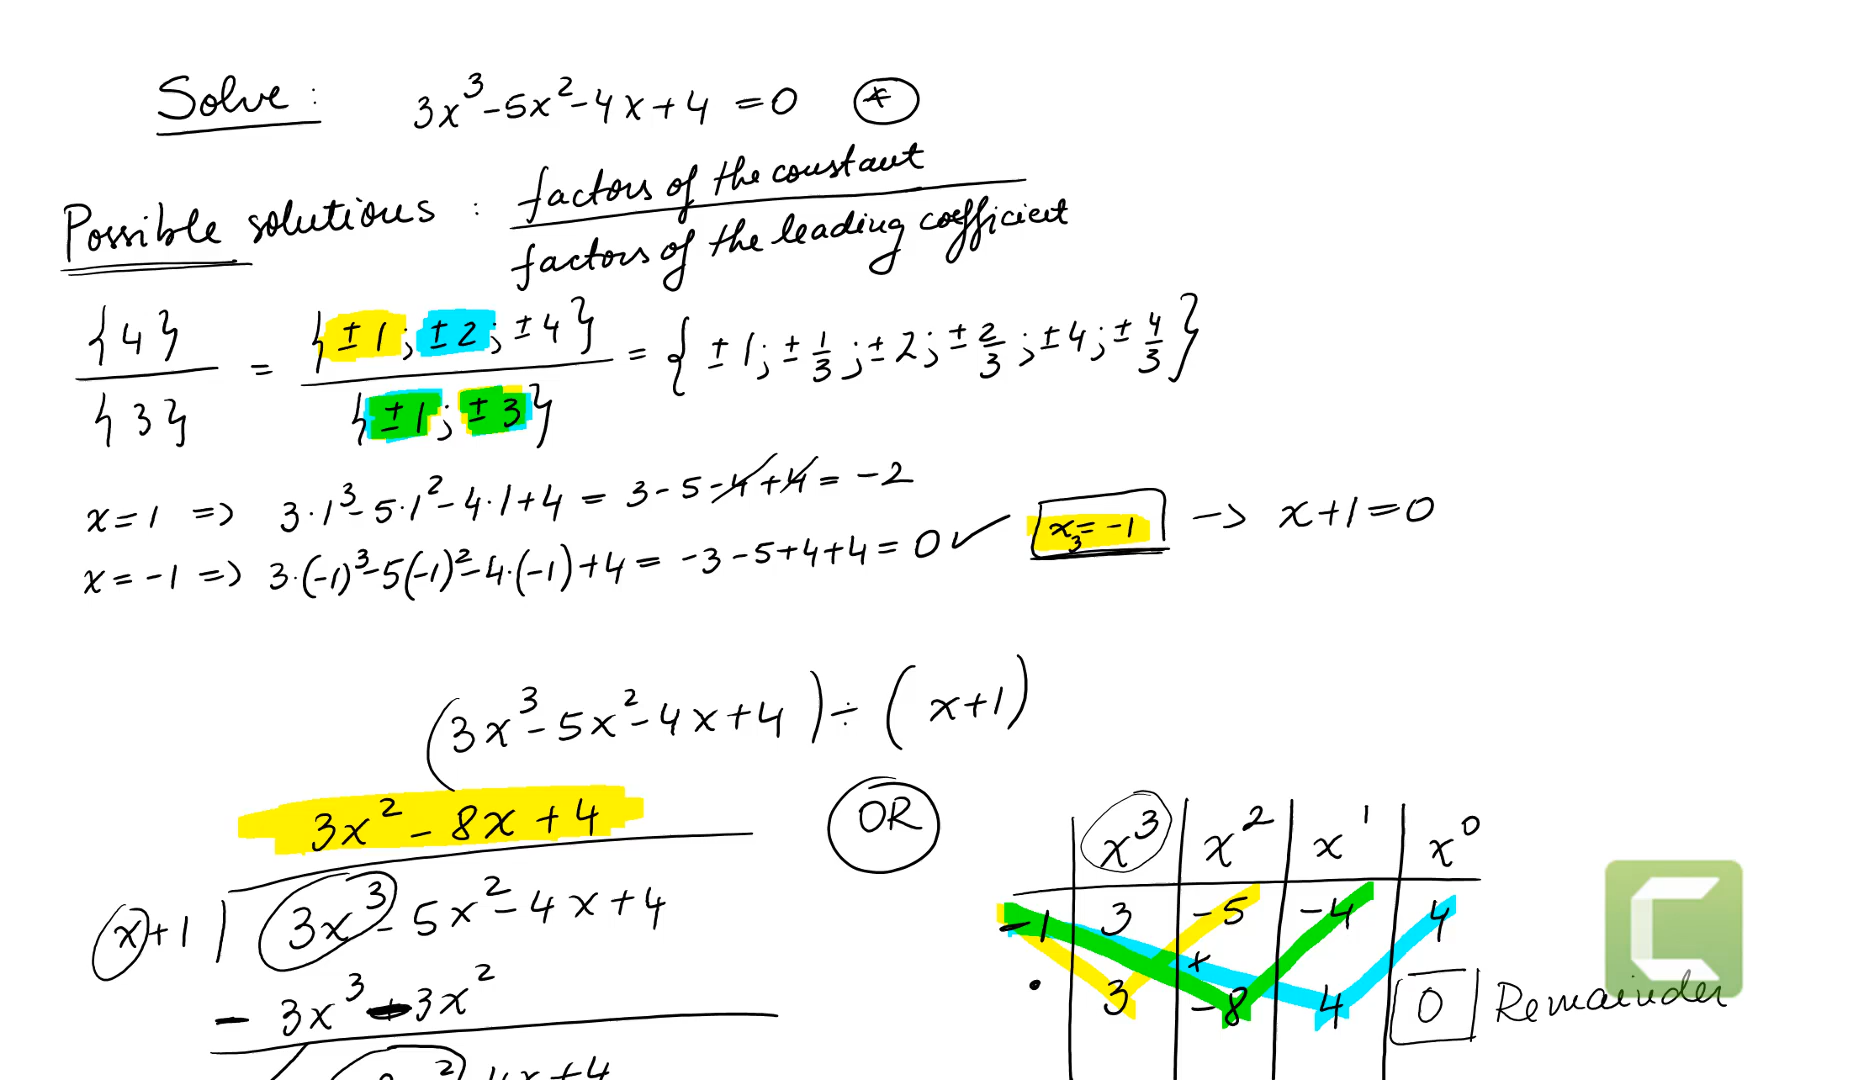 Solve: 3x³-5x²-4x+4=0 (*)
Possible solutions: factors of the constant
factors of the leading coefficient
{4} / {3} = {±1; ±2; ±4} / {±1; ±3} = {±1; ±1/3; ±2; ±2/3; ±4; ±4/3}
x=1 => 3·1³-5·1²-4·1+4 = 3-5-4+4 = -2
x=-1 => 3·(-1)³-5(-1)²-4·(-1)+4 = -3-5+4+4=0 ✓ x₃=-1 -> x+1=0
(3x³-5x²-4x+4) ÷ (x+1)
3x²-8x+4
x+1 3x³-5x²-4x+4
- 3x³-3x²
4x+4
OR
x³ x² x¹ x⁰
-1 3 -5 -4 4
+
· 3 -8 4 0 Remainder
C